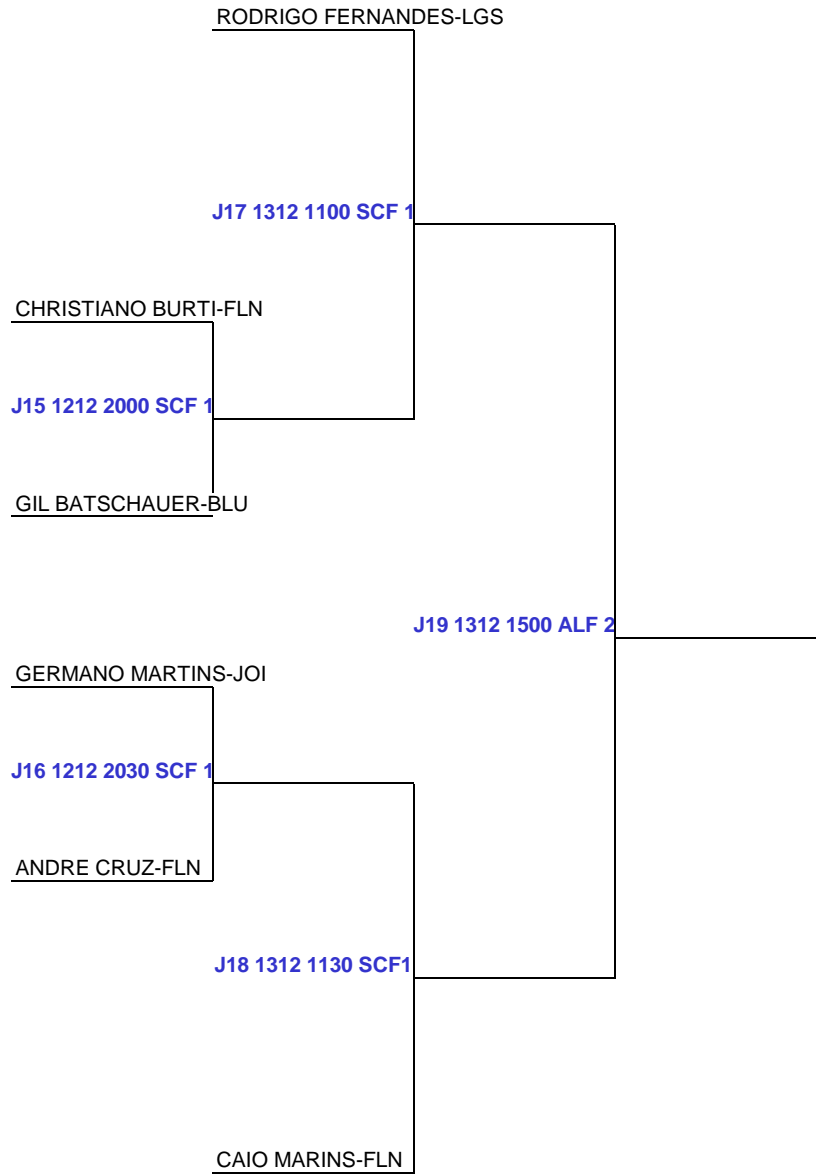 RODRIGO FERNANDES-LGS
J17 1312 1100 SCF 1
CHRISTIANO BURTI-FLN
J15 1212 2000 SCF 1
GIL BATSCHAUER-BLU
J19 1312 1500 ALF 2
GERMANO MARTINS-JOI
J16 1212 2030 SCF 1
ANDRE CRUZ-FLN
J18 1312 1130 SCF1
CAIO MARINS-FLN